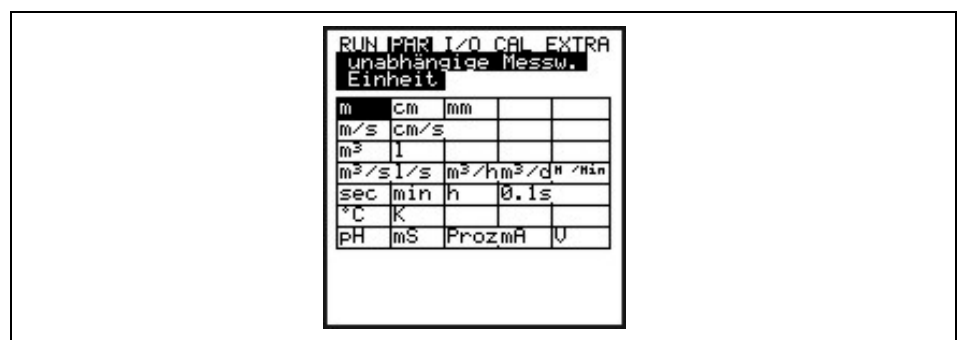 RUN PAR I/O CAL EXTRA
unabhängige Messw.
Einheit
m cm mm
m/s cm/s
m³ l
m³/s l/s m³/h m³/d M /Min
sec min h 0.1s
°C K
pH mS Proz mA V